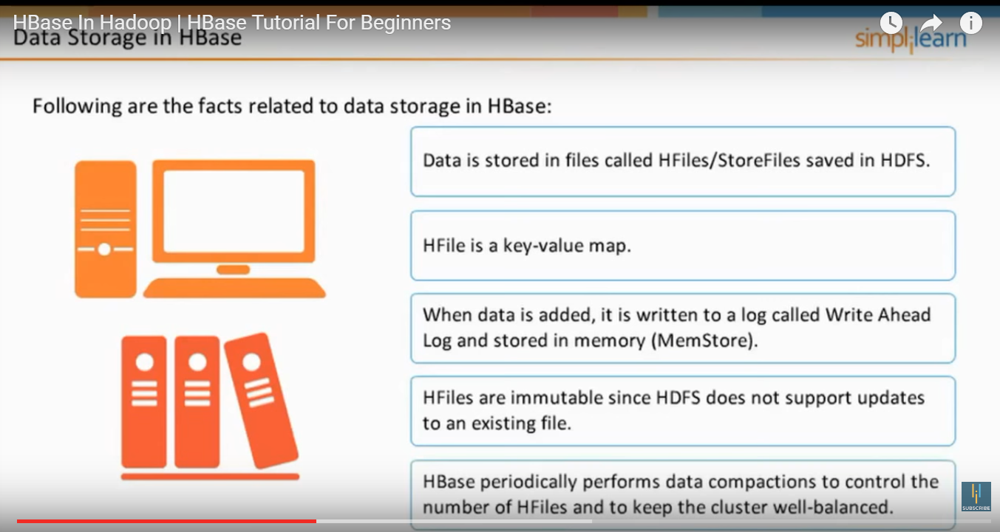 HBase In Hadoop | HBase Tutorial For Beginners
Data Storage in HBase
simplilearn
Following are the facts related to data storage in HBase:
Data is stored in files called HFiles/StoreFiles saved in HDFS.
HFile is a key-value map.
When data is added, it is written to a log called Write Ahead
Log and stored in memory (MemStore).
HFiles are immutable since HDFS does not support updates
to an existing file.
HBase periodically performs data compactions to control the
number of HFiles and to keep the cluster well-balanced.
SUBSCRIBE